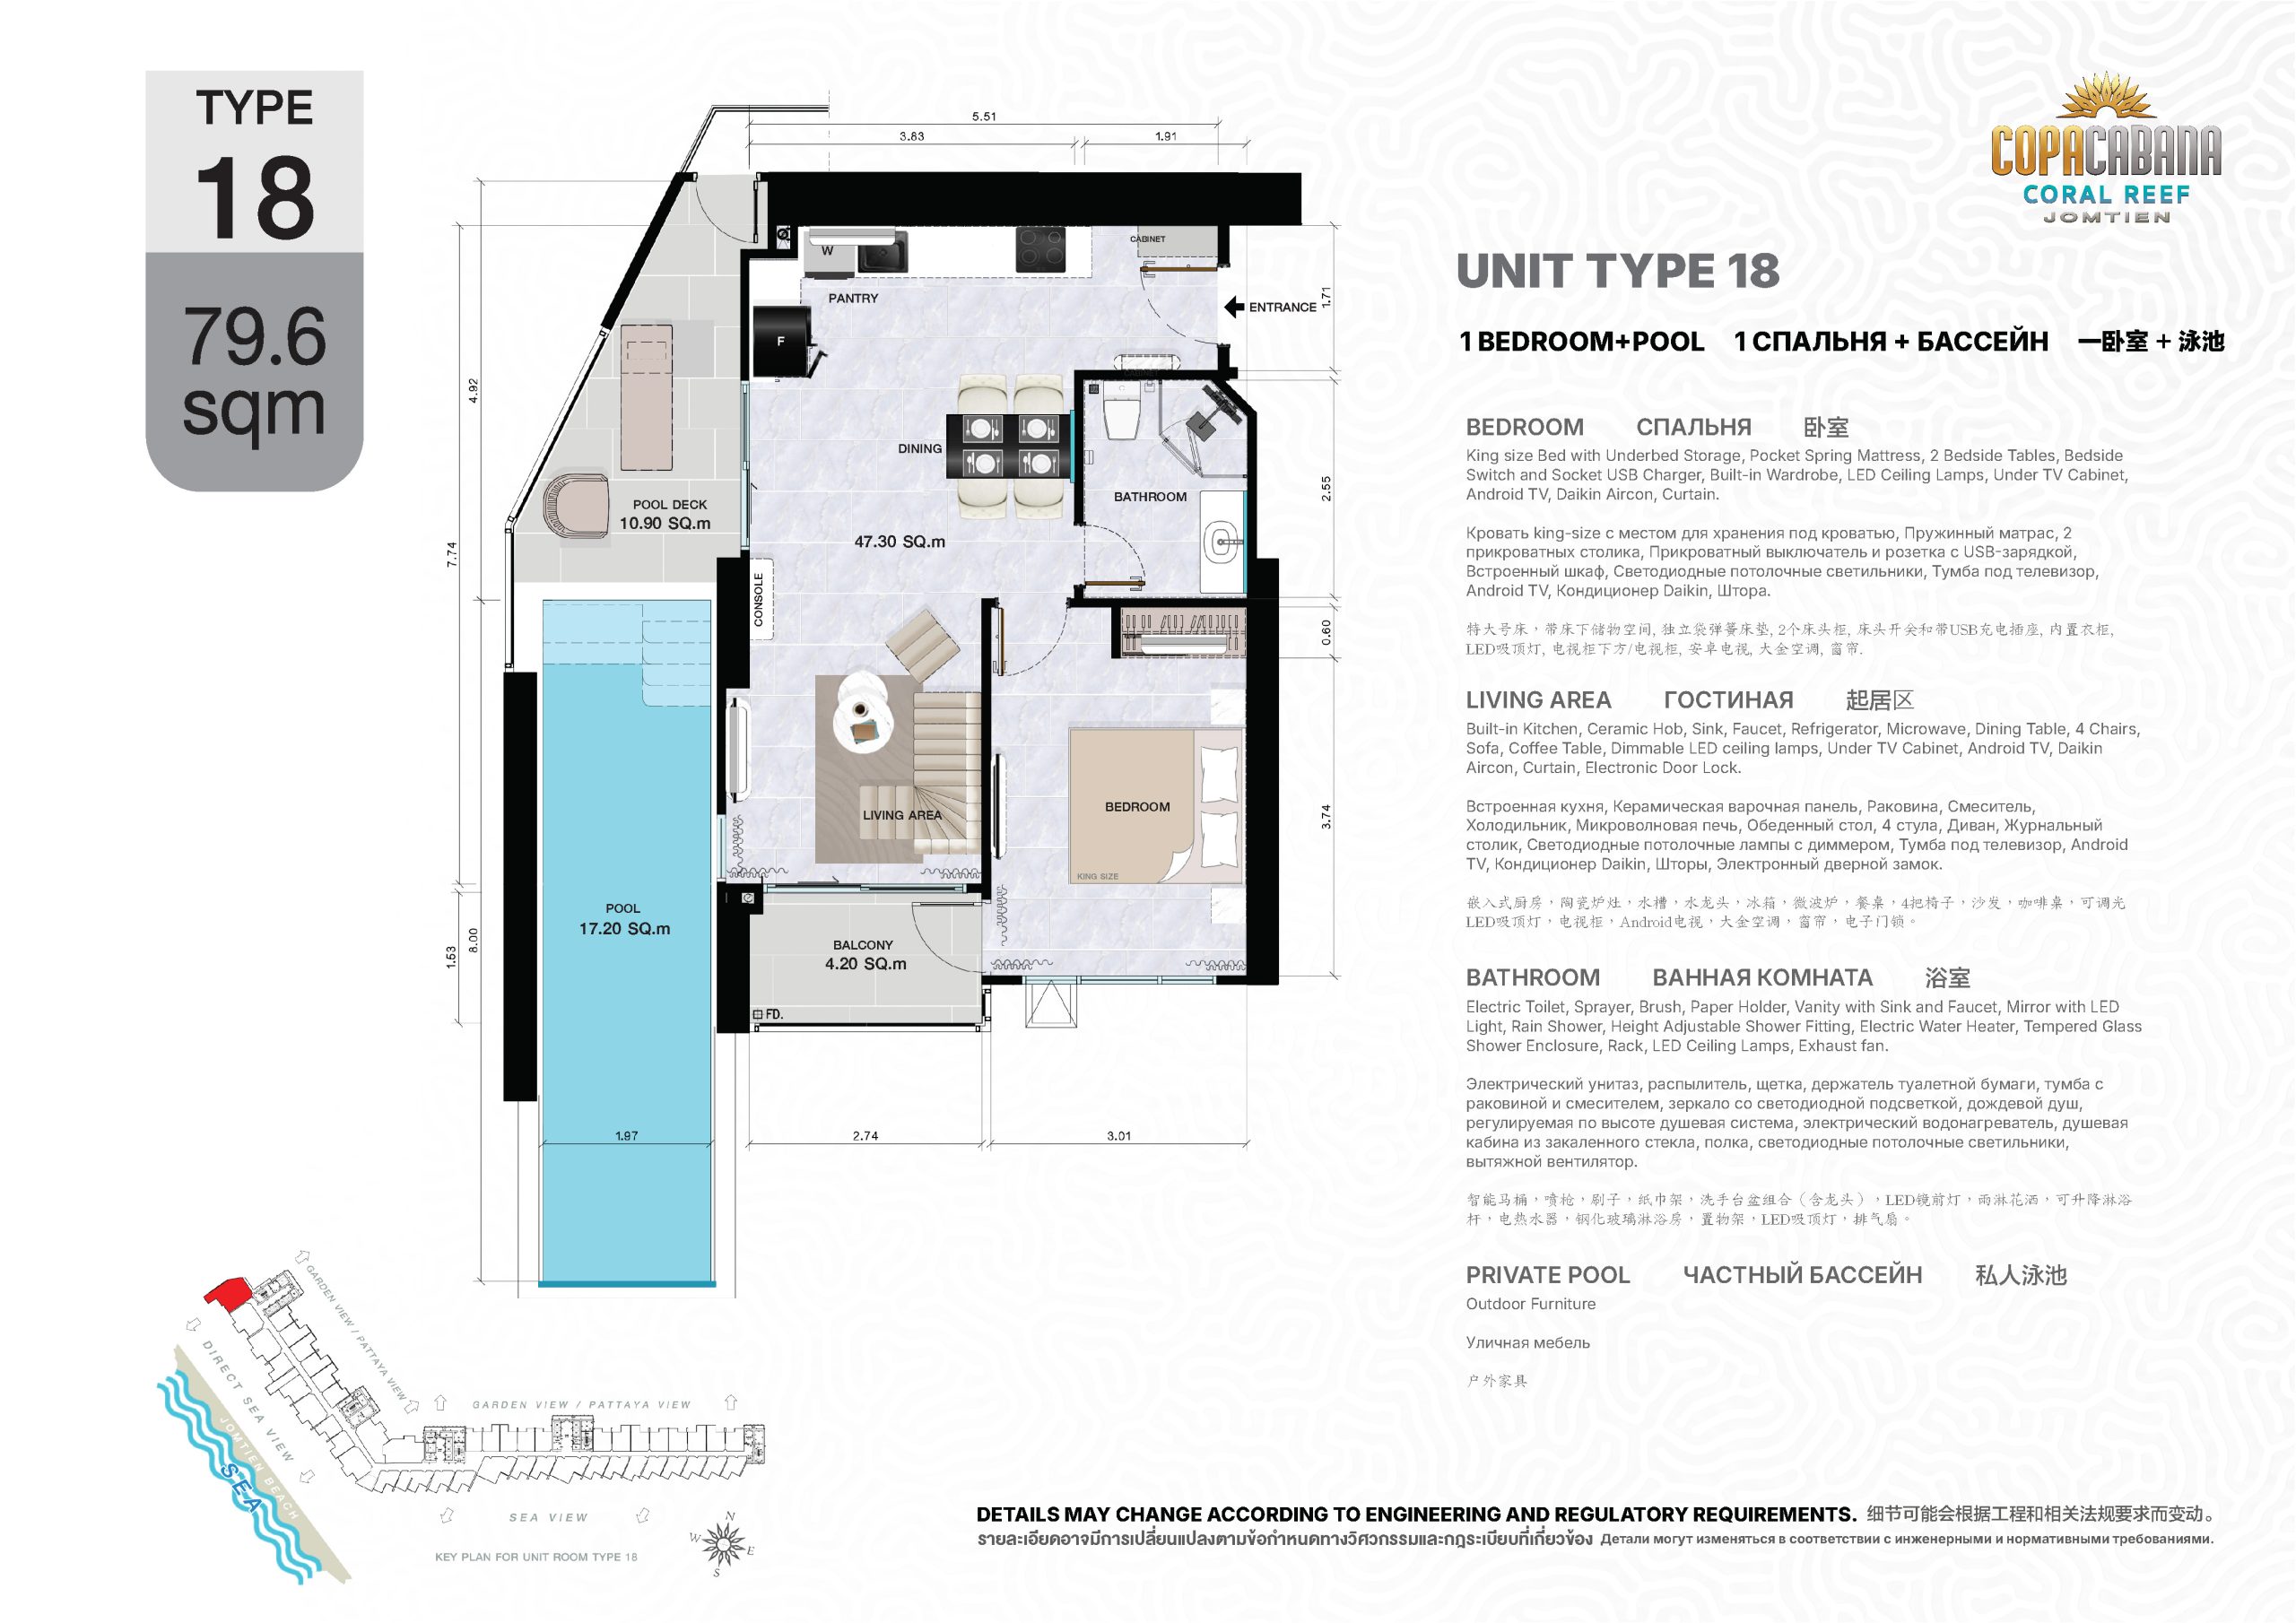 TYPE
18
79.6
sqm
COPACABANA
CORAL REEF
JOMTIEN
5.51
3.83
1.91
CABINET
W
PANTRY
ENTRANCE
1.71
F
4.92
DINING
BATHROOM
2.55
POOL DECK
10.90 SQ.m
47.30 SQ.m
7.74
CONSOLE
0.60
LIVING AREA
BEDROOM
3.74
KING SIZE
POOL
17.20 SQ.m
BALCONY
4.20 SQ.m
1.53
8.00
FD.
1.97
2.74
3.01
UNIT TYPE 18
1 BEDROOM+POOL 1 СПАЛЬНЯ + БАССЕЙН 一卧室 + 泳池
BEDROOM СПАЛЬНЯ 卧室
King size Bed with Underbed Storage, Pocket Spring Mattress, 2 Bedside Tables, Bedside
Switch and Socket USB Charger, Built-in Wardrobe, LED Ceiling Lamps, Under TV Cabinet,
Android TV, Daikin Aircon, Curtain.
Кровать king-size с местом для хранения под кроватью, Пружинный матрас, 2
прикроватных столика, Прикроватный выключатель и розетка с USB-зарядкой,
Встроенный шкаф, Светодиодные потолочные светильники, Тумба под телевизор,
Android TV, Кондиционер Daikin, Штора.
特大号床，带床下储物空间, 独立袋弹簧床垫, 2个床头柜, 床头开关和带USB充电插座, 内置衣柜,
LED吸顶灯, 电视柜下方/电视柜, 安卓电视, 大金空调, 窗帘.
LIVING AREA ГОСТИНАЯ 起居区
Built-in Kitchen, Ceramic Hob, Sink, Faucet, Refrigerator, Microwave, Dining Table, 4 Chairs,
Sofa, Coffee Table, Dimmable LED ceiling lamps, Under TV Cabinet, Android TV, Daikin
Aircon, Curtain, Electronic Door Lock.
Встроенная кухня, Керамическая варочная панель, Раковина, Смеситель,
Холодильник, Микроволновая печь, Обеденный стол, 4 стула, Диван, Журнальный
столик, Светодиодные потолочные лампы с диммером, Тумба под телевизор, Android
TV, Кондиционер Daikin, Шторы, Электронный дверной замок.
嵌入式厨房，陶瓷炉灶，水槽，水龙头，冰箱，微波炉，餐桌，4把椅子，沙发，咖啡桌，可调光
LED吸顶灯，电视柜，Android电视，大金空调，窗帘，电子门锁。
BATHROOM ВАННАЯ КОМНАТА 浴室
Electric Toilet, Sprayer, Brush, Paper Holder, Vanity with Sink and Faucet, Mirror with LED
Light, Rain Shower, Height Adjustable Shower Fitting, Electric Water Heater, Tempered Glass
Shower Enclosure, Rack, LED Ceiling Lamps, Exhaust fan.
Электрический унитаз, распылитель, щетка, держатель туалетной бумаги, тумба с
раковиной и смесителем, зеркало со светодиодной подсветкой, дождевой душ,
регулируемая по высоте душевая система, электрический водонагреватель, душевая
кабина из закаленного стекла, полка, светодиодные потолочные светильники,
вытяжной вентилятор.
智能马桶，喷枪，刷子，纸巾架，洗手台盆组合（含龙头），LED镜前灯，雨淋花洒，可升降淋浴
杆，电热水器，钢化玻璃淋浴房，置物架，LED吸顶灯，排气扇。
PRIVATE POOL ЧАСТНЫЙ БАССЕЙН 私人泳池
Outdoor Furniture
Уличная мебель
户外家具
GARDEN VIEW / PATTAYA VIEW
DIRECT SEA VIEW
JOMTIEN BEACH
SEA
GARDEN VIEW / PATTAYA VIEW
SEA VIEW
KEY PLAN FOR UNIT ROOM TYPE 18
N
W
E
S
DETAILS MAY CHANGE ACCORDING TO ENGINEERING AND REGULATORY REQUIREMENTS. 细节可能会根据工程和相关法规要求而变动。
รายละเอียดอาจมีการเปลี่ยนแปลงตามข้อกำหนดทางวิศวกรรมและกฎระเบียบที่เกี่ยวข้อง Детали могут изменяться в соответствии с инженерными и нормативными требованиями.